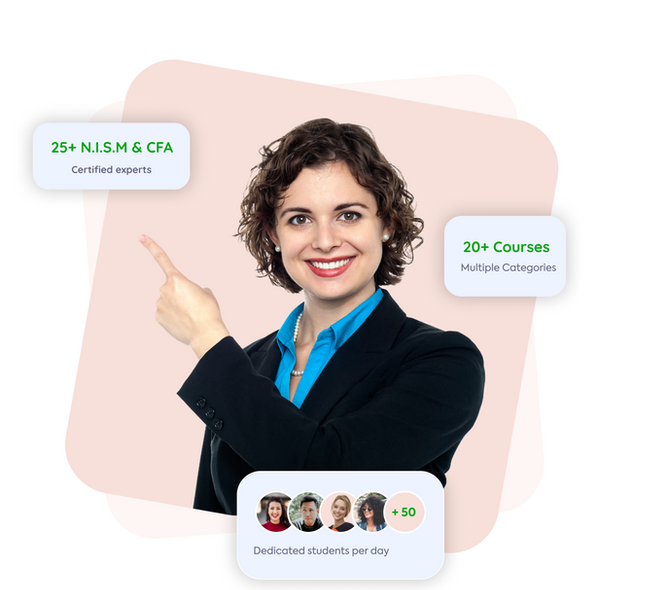 25+ N.I.S.M & CFA
Certified experts
20+ Courses
Multiple Categories
+ 50
Dedicated students per day